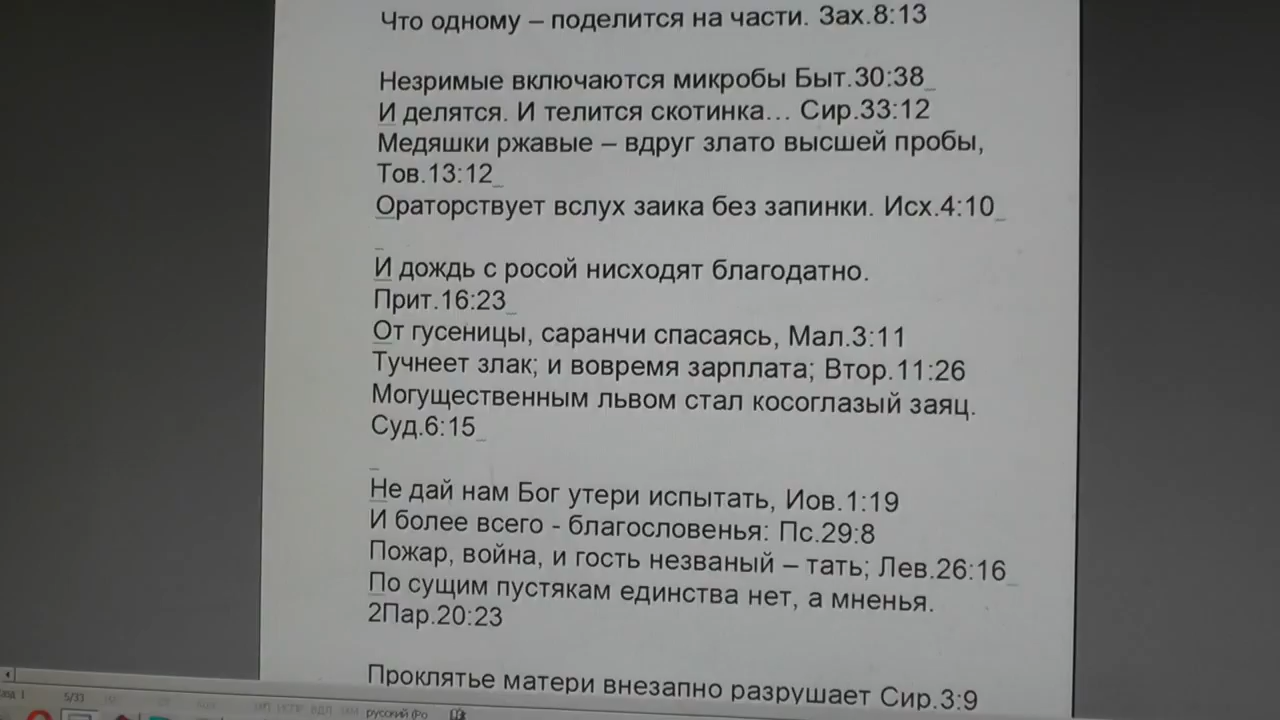 Что одному – поделится на части. Зах.8:13
Незримые включаются микробы Быт.30:38
И делятся. И телится скотинка… Сир.33:12
Медяшки ржавые – вдруг злато высшей пробы,
Тов.13:12
Ораторствует вслух заика без запинки. Исх.4:10
И дождь с росой нисходят благодатно.
Прит.16:23
От гусеницы, саранчи спасаясь, Мал.3:11
Тучнеет злак; и вовремя зарплата; Втор.11:26
Могущественным львом стал косоглазый заяц.
Суд.6:15
Не дай нам Бог утери испытать, Иов.1:19
И более всего - благословенья: Пс.29:8
Пожар, война, и гость незваный – тать; Лев.26:16
По сущим пустякам единства нет, а мненья.
2Пар.20:23
Проклятье матери внезапно разрушает Сир.3:9
5/33 русский (Ро